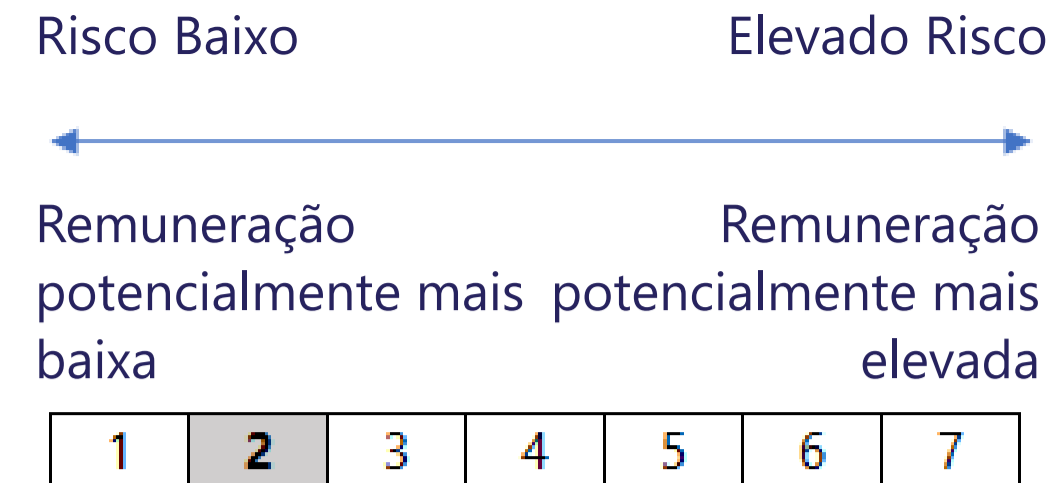 Risco Baixo Elevado Risco
Remuneração Remuneração
potencialmente mais potencialmente mais
baixa elevada
1 2 3 4 5 6 7